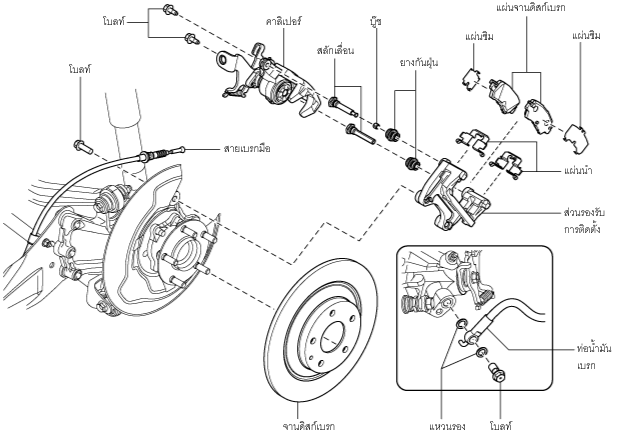 โบลท์
คาลิเปอร์
บู๊ช
แผ่นจานดิสก์เบรก
แผ่นชิม
แผ่นชิม
สลักเลื่อน
ยางกันฝุ่น
โบลท์
สายเบรกมือ
แผ่นนำ
ส่วนรองรับ
การติดตั้ง
ท่อน้ำมัน
เบรก
จานดิสก์เบรก
แหวนรอง
โบลท์